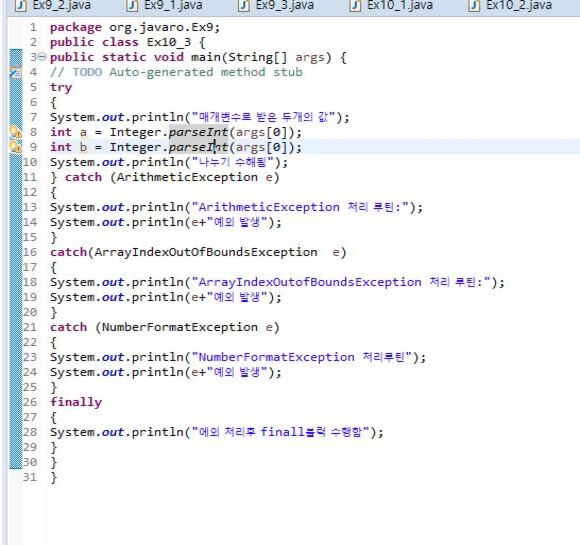 Ex9_2.java Ex9_1.java Ex9_3.java Ex10_1.java Ex10_2.java
1 package org.javaro.Ex9;
2 public class Ex10_3 {
3 public static void main(String[] args) {
4 // TODO Auto-generated method stub
5 try
6 {
7 System.out.println("매개변수로 받은 두개의 값");
8 int a = Integer.parseInt(args[0]);
9 int b = Integer.parseInt(args[0]);
10 System.out.println("나누기 수해됨");
11 } catch (ArithmeticException e)
12 {
13 System.out.println("ArithmeticException 처리 루틴:");
14 System.out.println(e+"예외 발생");
15 }
16 catch(ArrayIndexOutOfBoundsException  e)
17 {
18 System.out.println("ArrayIndexOutofBoundsException 처리 루틴:");
19 System.out.println(e+"예외 발생");
20 }
21 catch (NumberFormatException e)
22 {
23 System.out.println("NumberFormatException 처리루틴");
24 System.out.println(e+"예외 발생");
25 }
26 finally
27 {
28 System.out.println("에외 처리후 finall블럭 수행함");
29 }
30 }
31 }